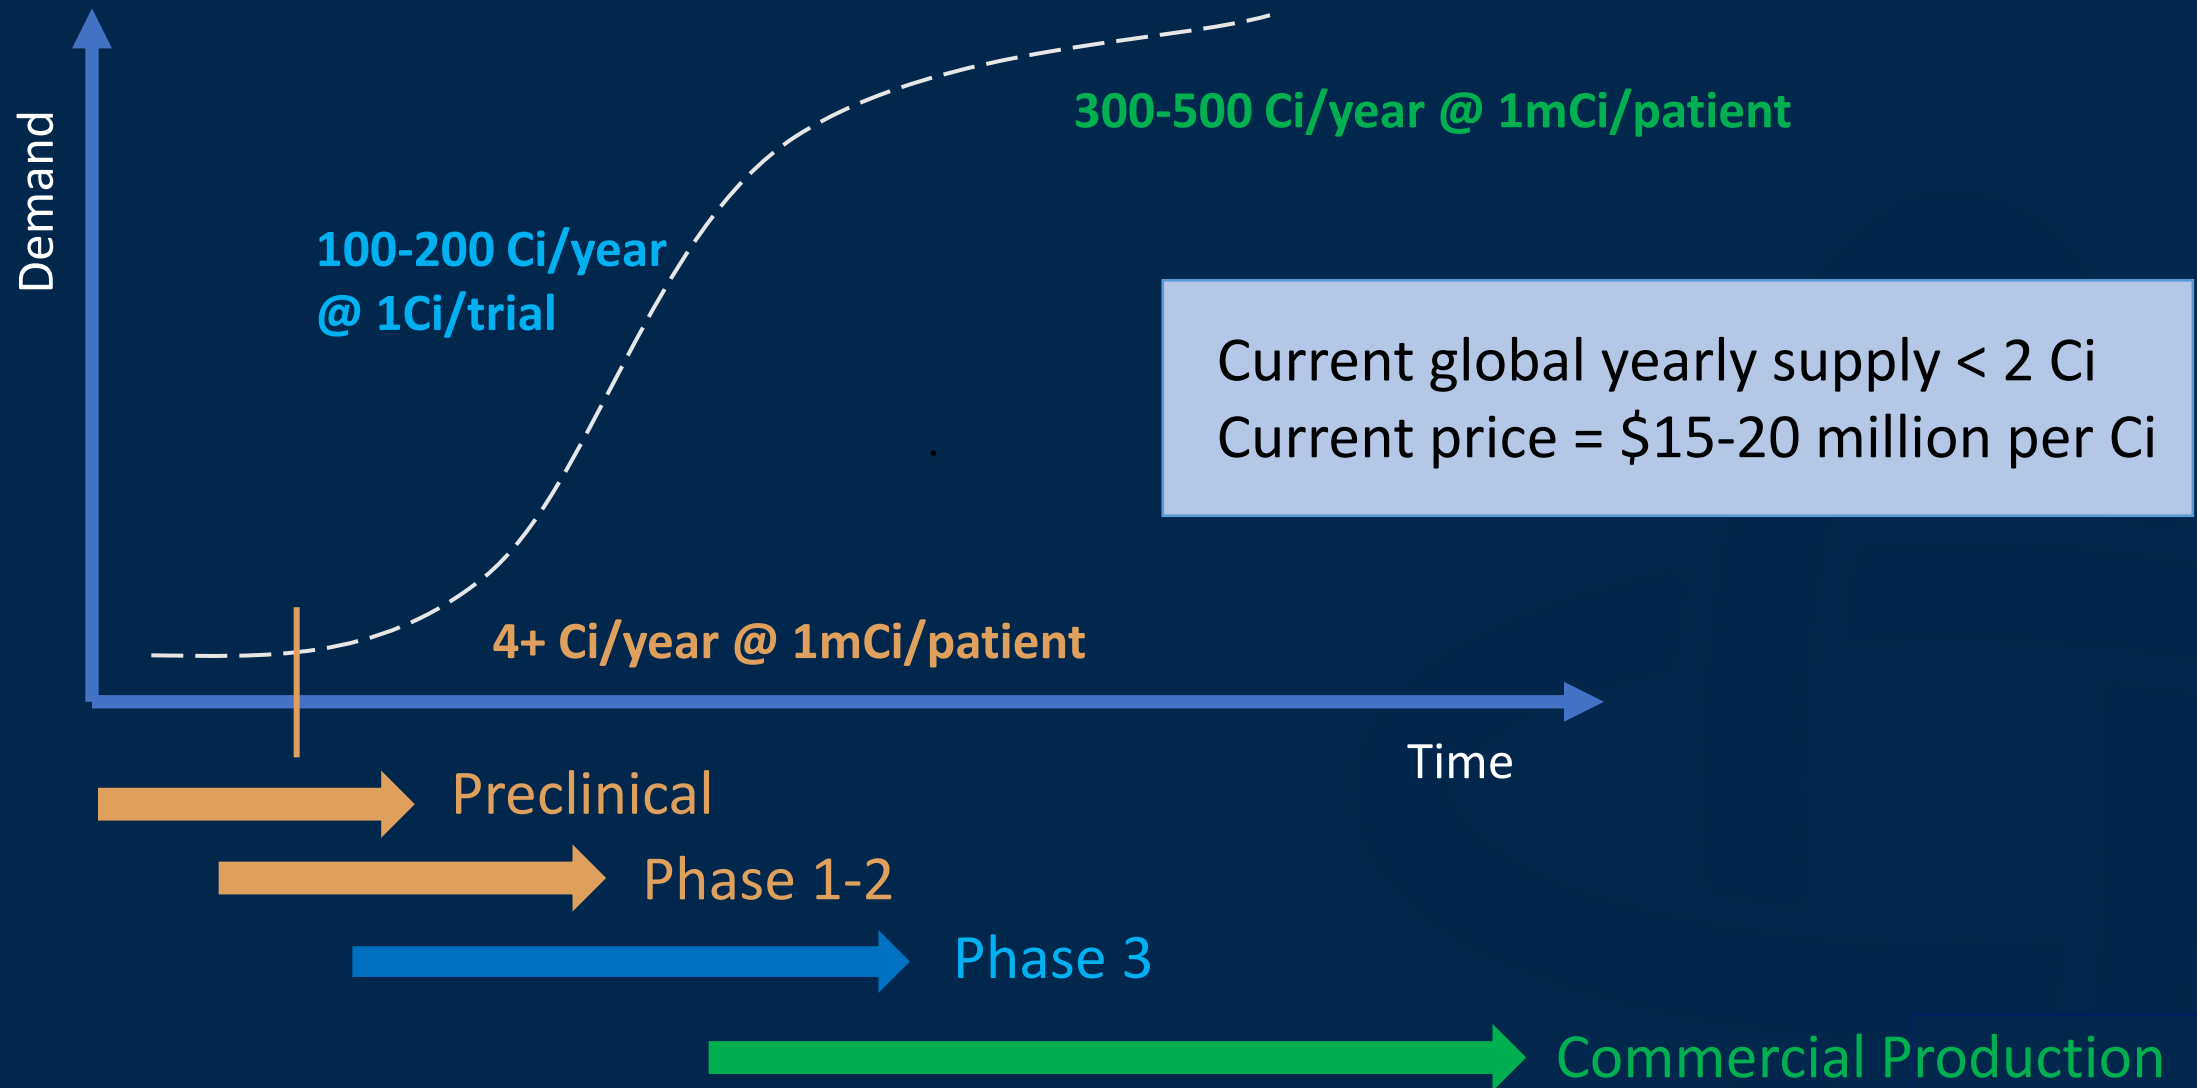 Demand
300-500 Ci/year @ 1mCi/patient
100-200 Ci/year
@ 1Ci/trial
Current global yearly supply < 2 Ci
Current price = $15-20 million per Ci
4+ Ci/year @ 1mCi/patient
Time
Preclinical
Phase 1-2
Phase 3
Commercial Production